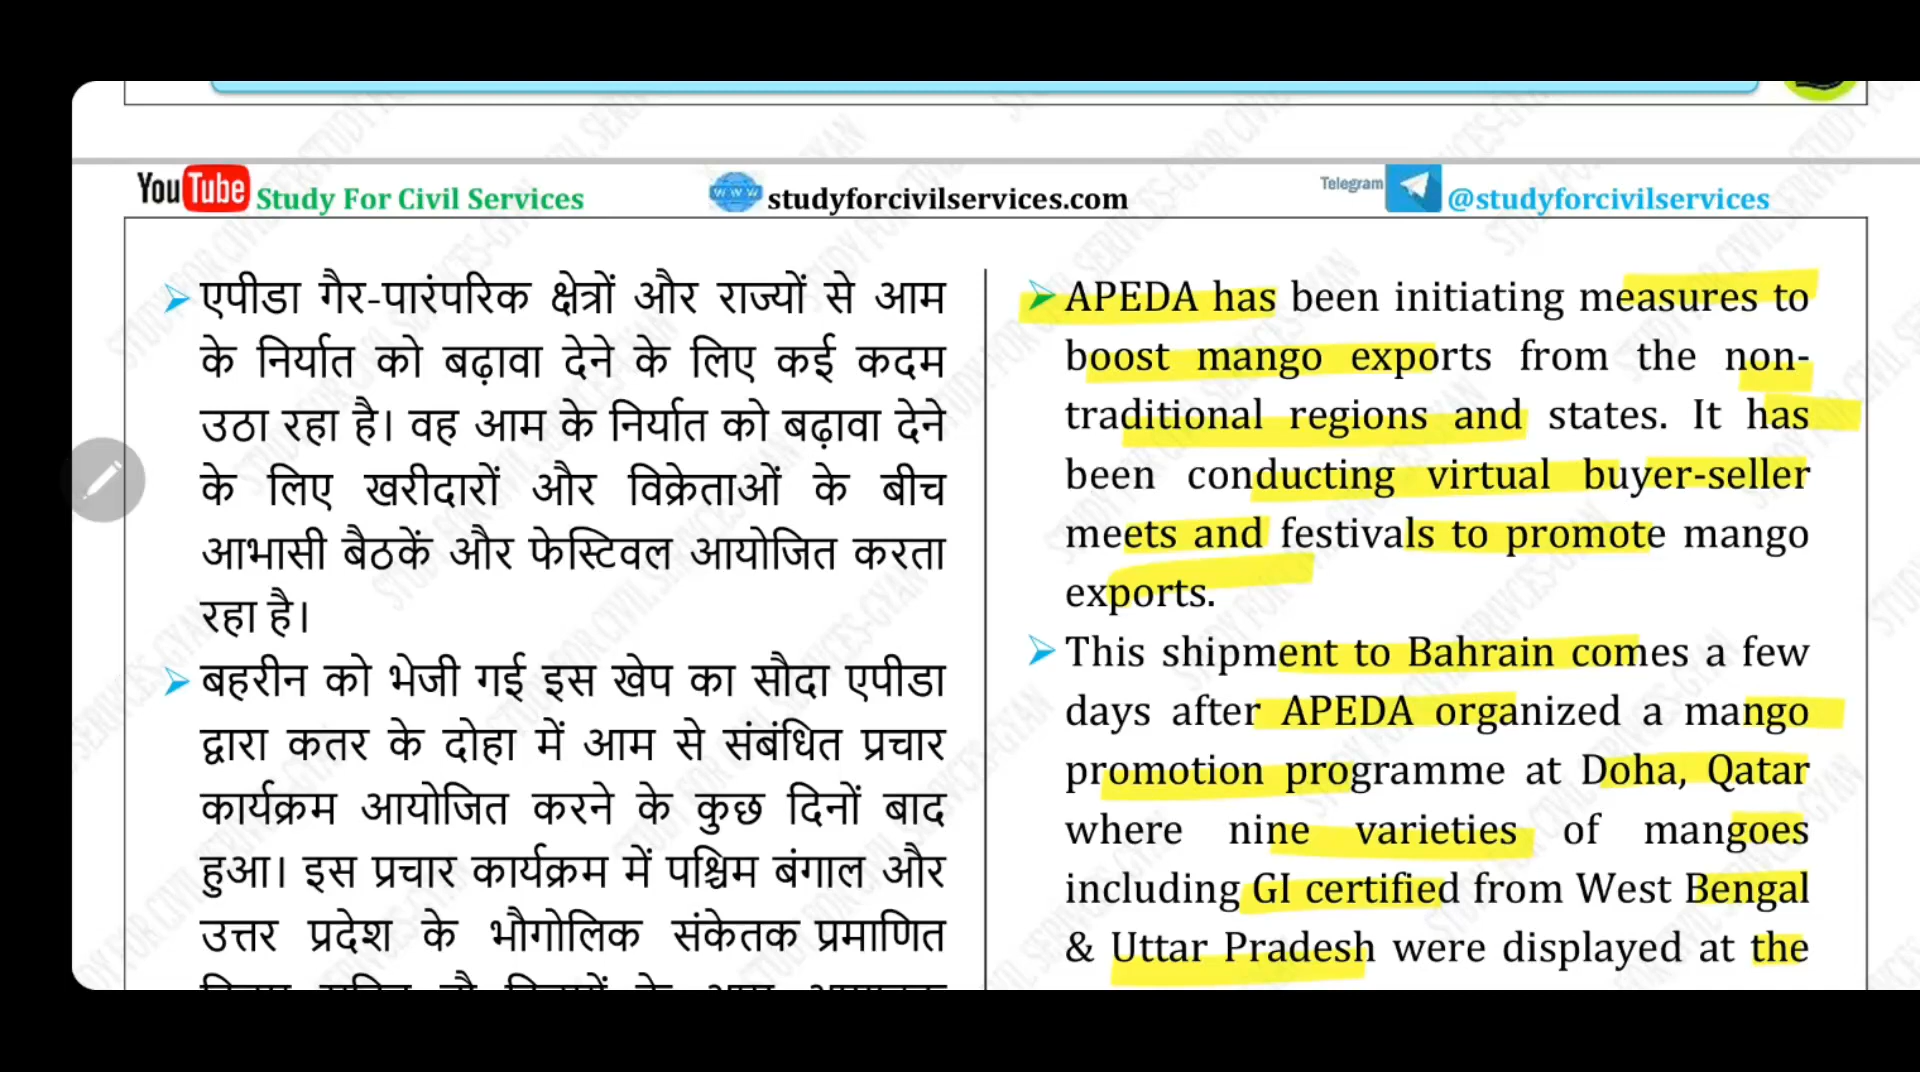 YouTube Study For Civil Services
www studyforcivilservices.com
Telegram @studyforcivilservices
एपीडा गैर-पारंपरिक क्षेत्रों और राज्यों से आम
के निर्यात को बढ़ावा देने के लिए कई कदम
उठा रहा है। वह आम के निर्यात को बढ़ावा देने
के लिए खरीदारों और विक्रेताओं के बीच
आभासी बैठकें और फेस्टिवल आयोजित करता
रहा है।
बहरीन को भेजी गई इस खेप का सौदा एपीडा
द्वारा कतर के दोहा में आम से संबंधित प्रचार
कार्यक्रम आयोजित करने के कुछ दिनों बाद
हुआ। इस प्रचार कार्यक्रम में पश्चिम बंगाल और
उत्तर प्रदेश के भौगोलिक संकेतक प्रमाणित
APEDA has been initiating measures to
boost mango exports from the non-
traditional regions and states. It has
been conducting virtual buyer-seller
meets and festivals to promote mango
exports.
This shipment to Bahrain comes a few
days after APEDA organized a mango
promotion programme at Doha, Qatar
where nine varieties of mangoes
including GI certified from West Bengal
& Uttar Pradesh were displayed at the